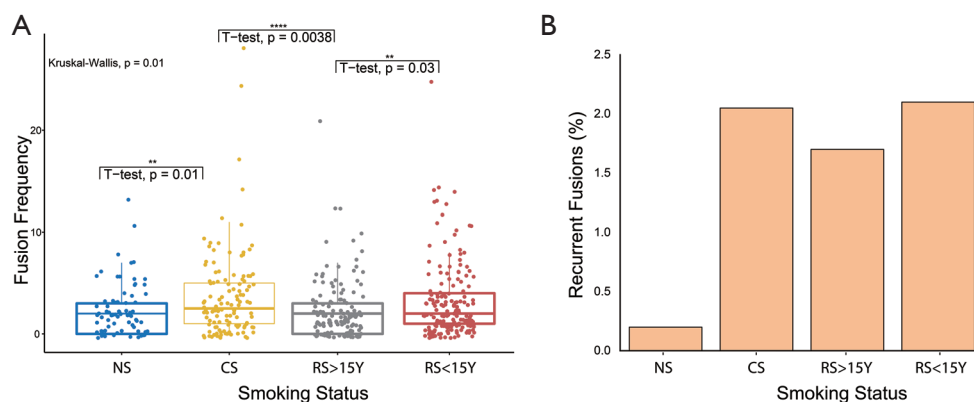 A
Kruskal-Wallis, p = 0.01
****
T-test, p = 0.0038
**
T-test, p = 0.03
**
T-test, p = 0.01
Fusion Frequency
20
10
0
NS
CS
RS>15Y
RS<15Y
Smoking Status
B
Recurrent Fusions (%)
2.5
2.0
1.5
1.0
0.5
0.0
NS
CS
RS>15Y
RS<15Y
Smoking Status